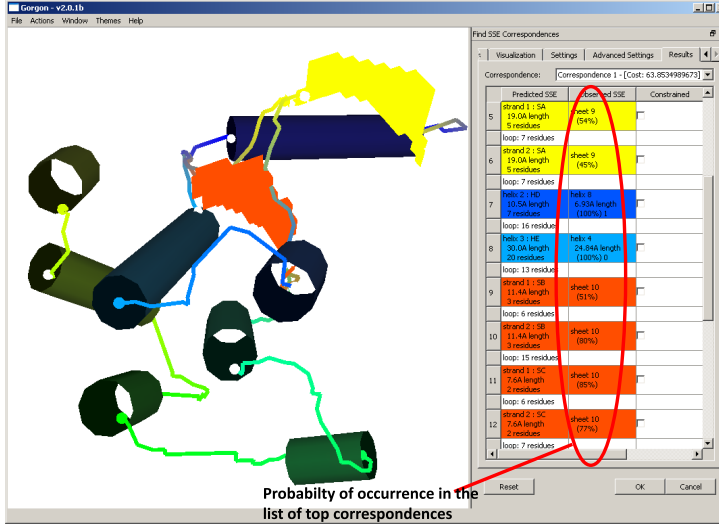 Gorgon - v2.0.1b
File Actions Window Themes Help
Find SSE Correspondences
Visualization Settings Advanced Settings Results
Correspondence: Correspondence 1 - [Cost: 63.8534989673]
Predicted SSE Observed SSE Constrained
5 strand 1 : SA
19.0A length
5 residues
sheet 9
(54%)
loop: 7 residues
6 strand 2 : SA
19.0A length
5 residues
sheet 9
(45%)
loop: 7 residues
7 helix 2 : HD
10.5A length
7 residues
helix 8
6.93A length
(100%) 1
loop: 16 residues
8 helix 3 : HE
30.0A length
20 residues
helix 4
24.84A length
(100%) 0
loop: 13 residues
9 strand 1 : SB
11.4A length
3 residues
sheet 10
(51%)
loop: 6 residues
10 strand 2 : SB
11.4A length
3 residues
sheet 10
(80%)
loop: 15 residues
11 strand 1 : SC
7.6A length
2 residues
sheet 10
(85%)
loop: 6 residues
12 strand 2 : SC
7.6A length
2 residues
sheet 10
(77%)
loop: 7 residues
Reset OK Cancel
Probabilty of occurrence in the
list of top correspondences